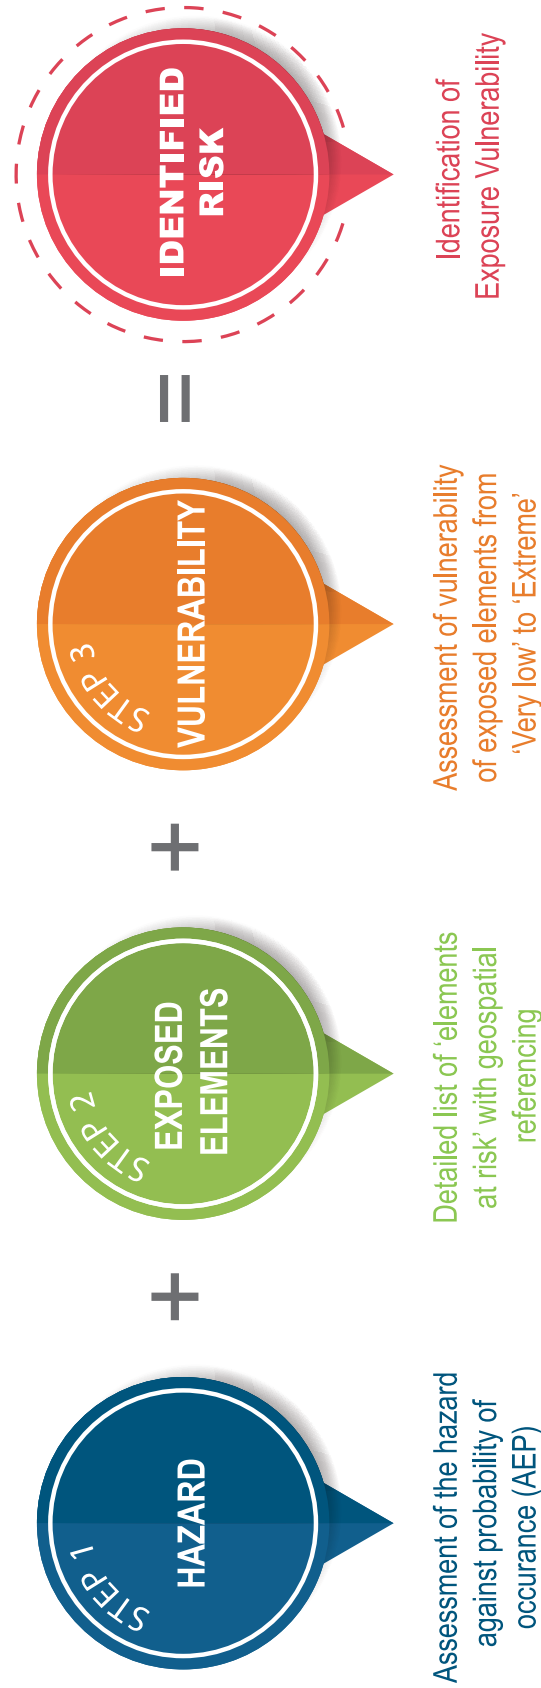 STEP 1
HAZARD
Assessment of the hazard
against probability of
occurance (AEP)
+
STEP 2
EXPOSED
ELEMENTS
Detailed list of ‘elements
at risk’ with geospatial
referencing
+
STEP 3
VULNERABILITY
Assessment of vulnerability
of exposed elements from
‘Very low’ to ‘Extreme’
=
IDENTIFIED
RISK
Identification of
Exposure Vulnerability